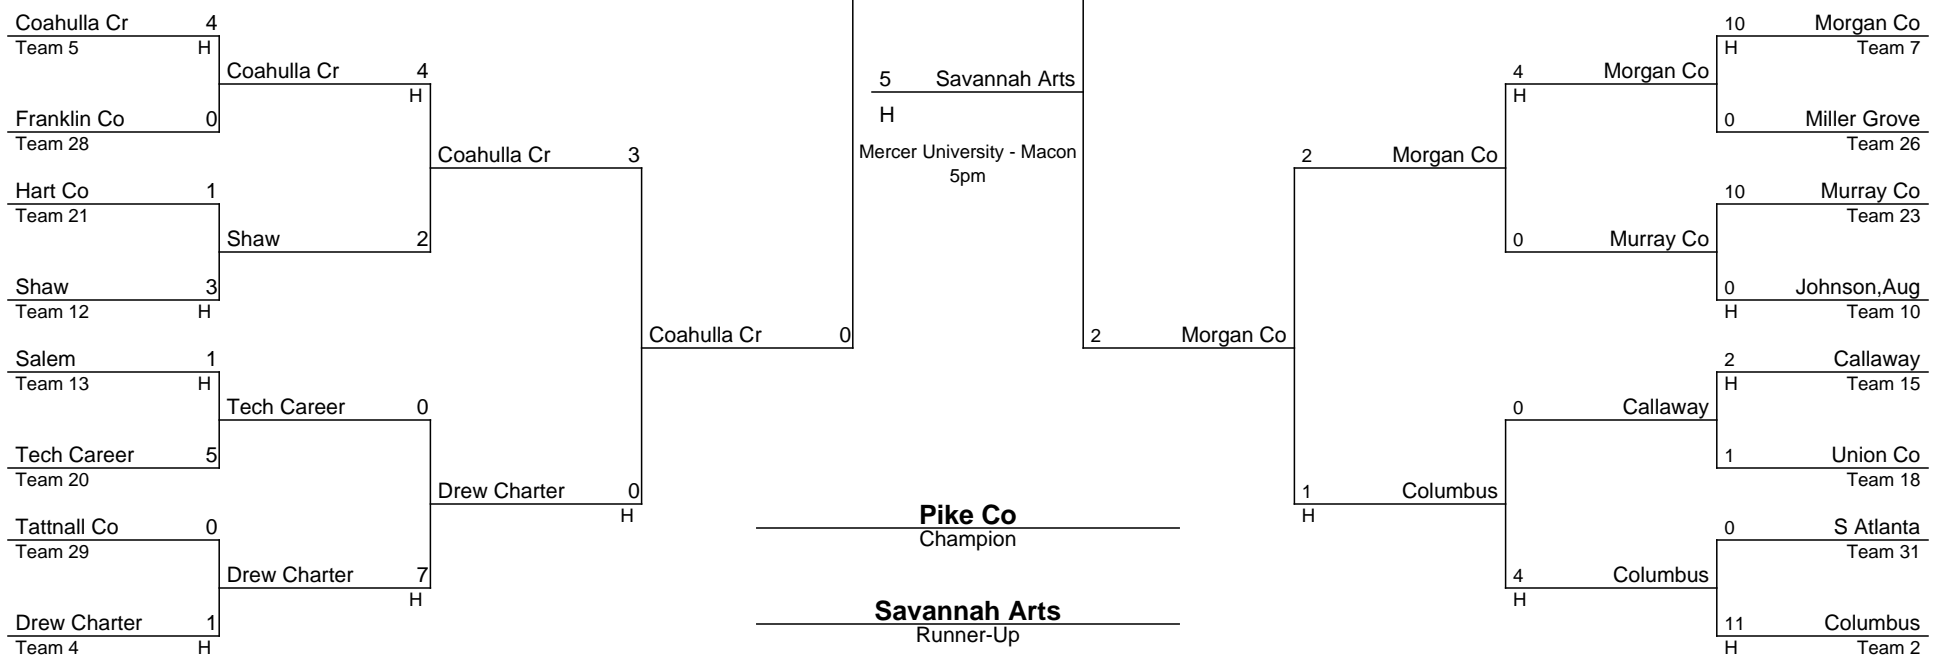 Coahulla Cr 4
Team 5 H
Coahulla Cr 4
H
Franklin Co 0
Team 28
Coahulla Cr 3
Hart Co 1
Team 21
Shaw 2
Shaw 3
Team 12 H
Coahulla Cr 0
Salem 1
Team 13 H
Tech Career 0
Tech Career 5
Team 20
Drew Charter 0
H
Tattnall Co 0
Team 29
Drew Charter 7
H
Drew Charter 1
Team 4 H
5 Savannah Arts
H
Mercer University - Macon
5pm
Pike Co
Champion
Savannah Arts
Runner-Up
10 Morgan Co
H Team 7
4 Morgan Co
H
0 Miller Grove
Team 26
2 Morgan Co
10 Murray Co
Team 23
0 Murray Co
0 Johnson,Aug
H Team 10
2 Morgan Co
2 Callaway
H Team 15
0 Callaway
1 Union Co
Team 18
1 Columbus
H
0 S Atlanta
Team 31
4 Columbus
H
11 Columbus
H Team 2